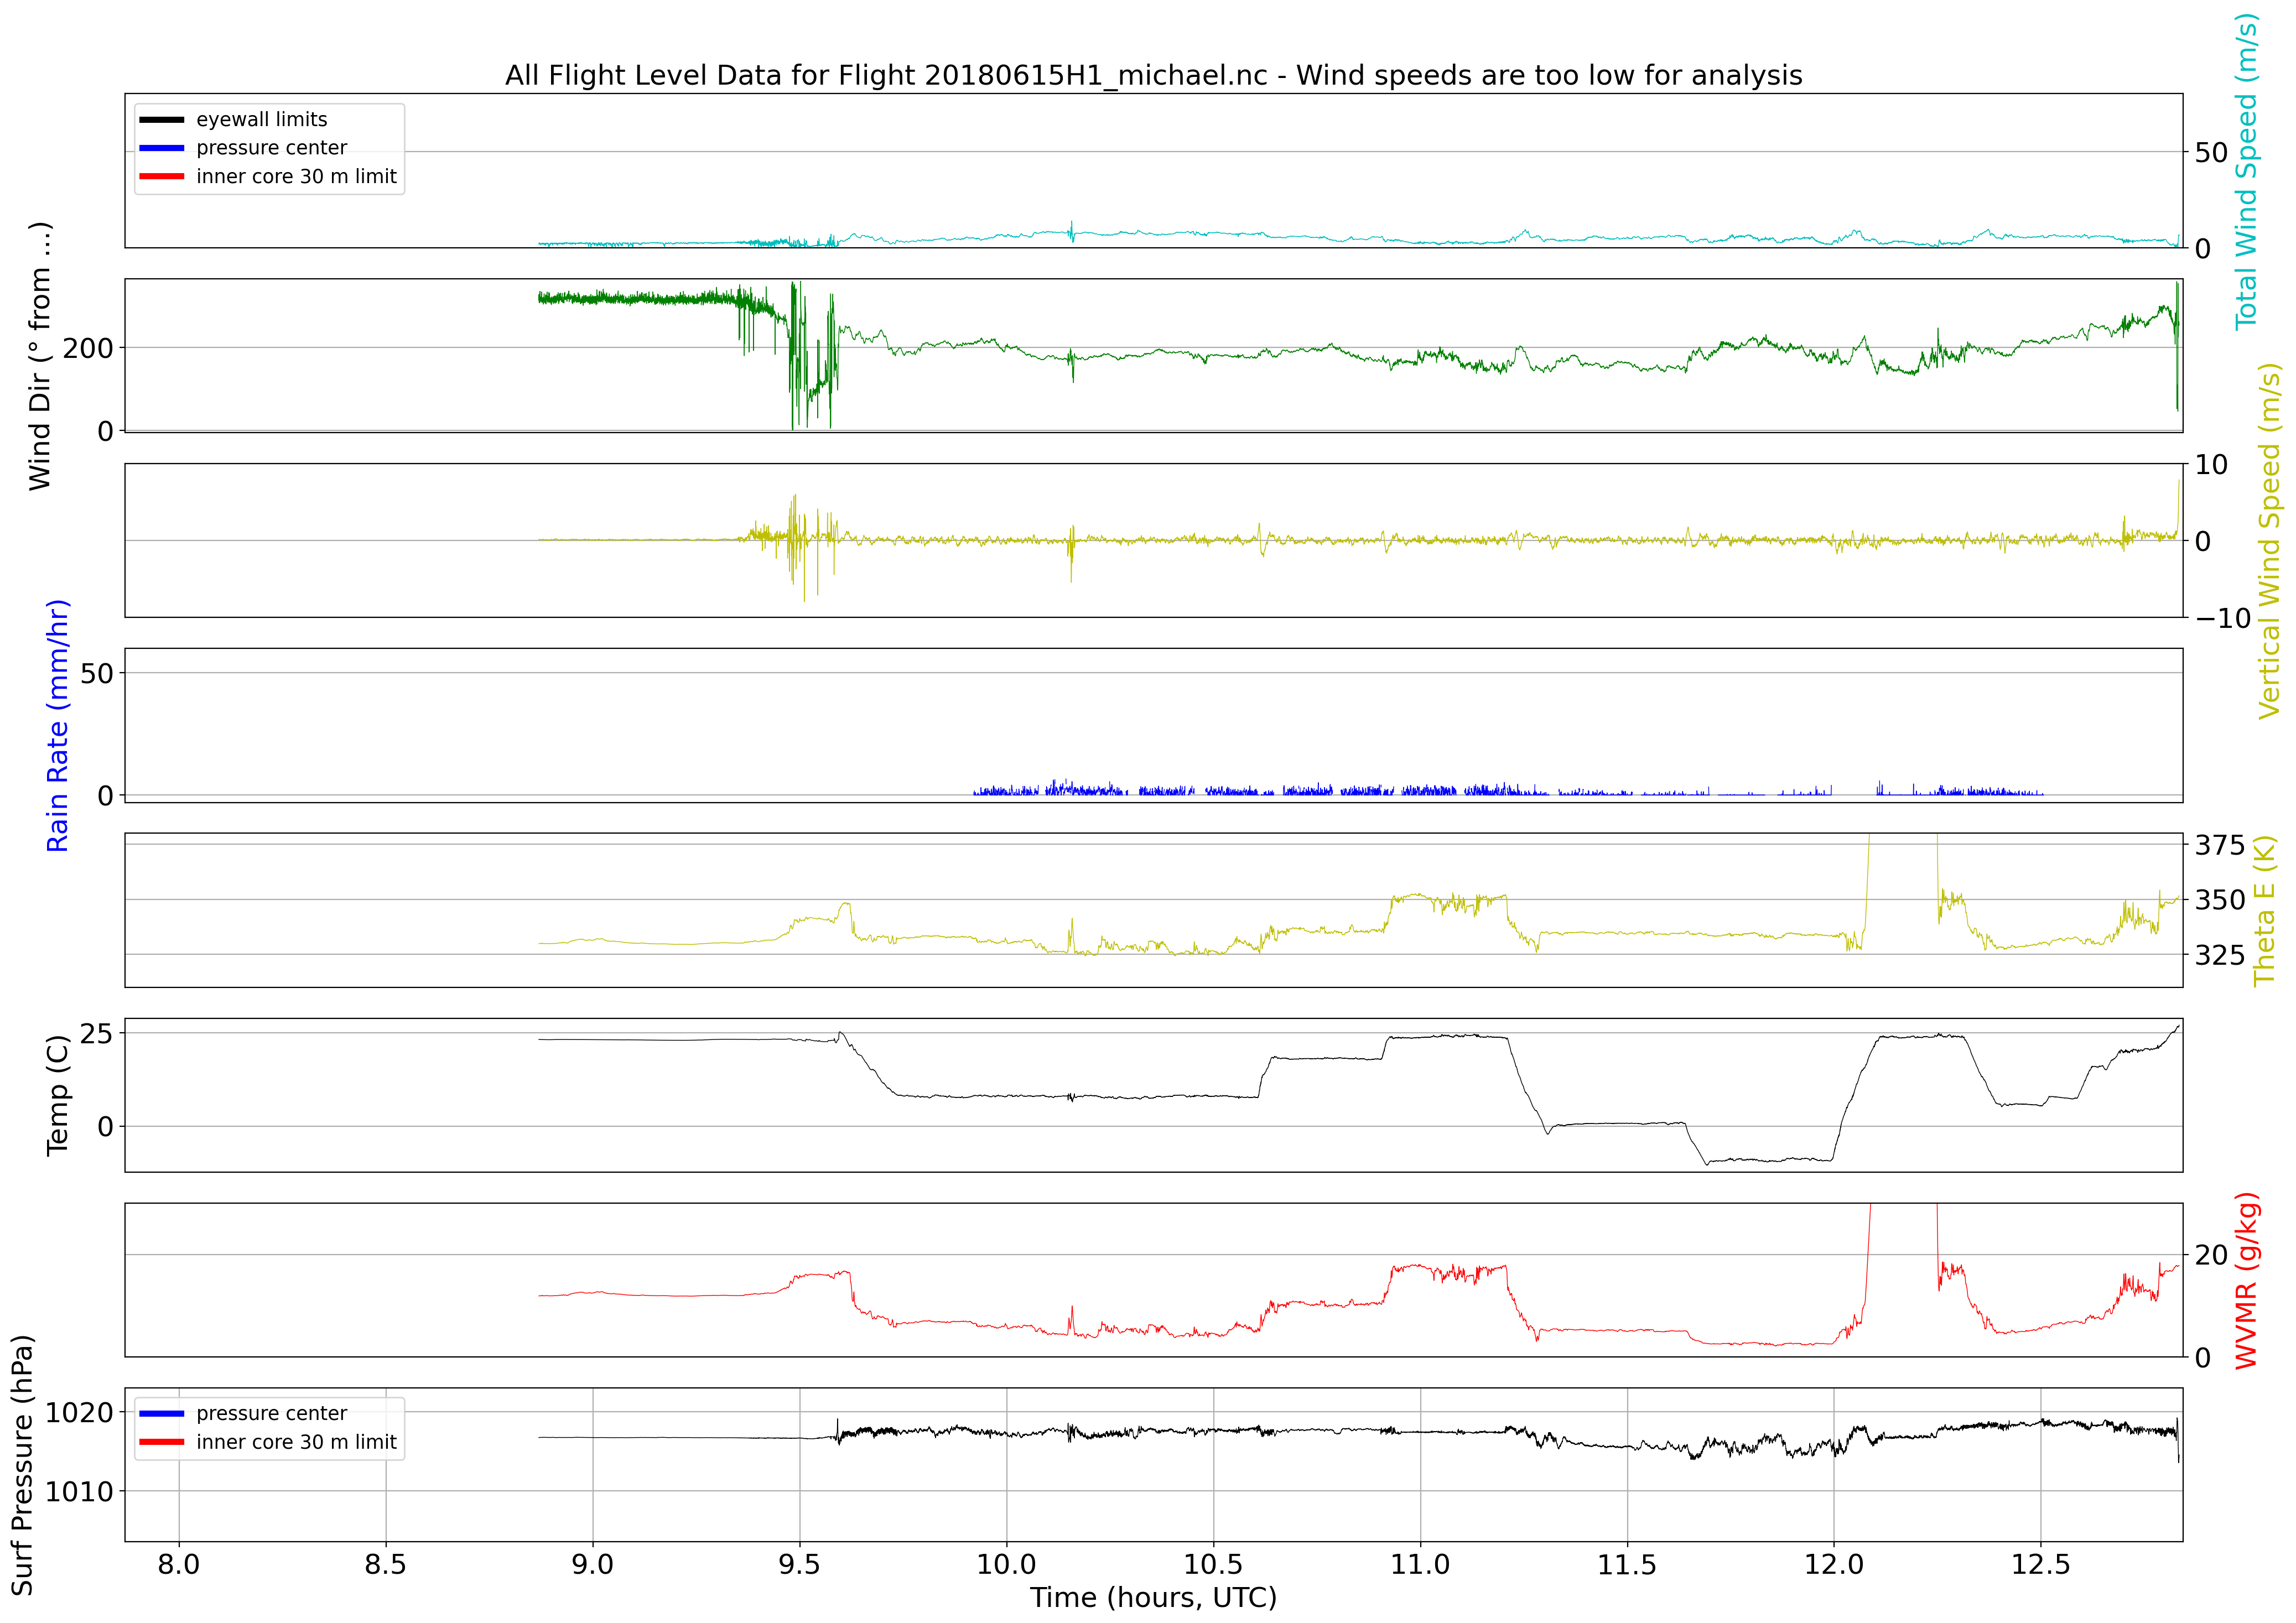 All Flight Level Data for Flight 20180615H1_michael.nc - Wind speeds are too low for analysis
eyewall limits
pressure center
inner core 30 m limit
50
0
Total Wind Speed (m/s)
Wind Dir (° from ...)
200
0
10
0
−10
Vertical Wind Speed (m/s)
Rain Rate (mm/hr)
50
0
375
350
325
Theta E (K)
Temp (C)
25
0
20
0
WVMR (g/kg)
Surf Pressure (hPa)
1020
1010
pressure center
inner core 30 m limit
8.0 8.5 9.0 9.5 10.0 10.5 11.0 11.5 12.0 12.5
Time (hours, UTC)